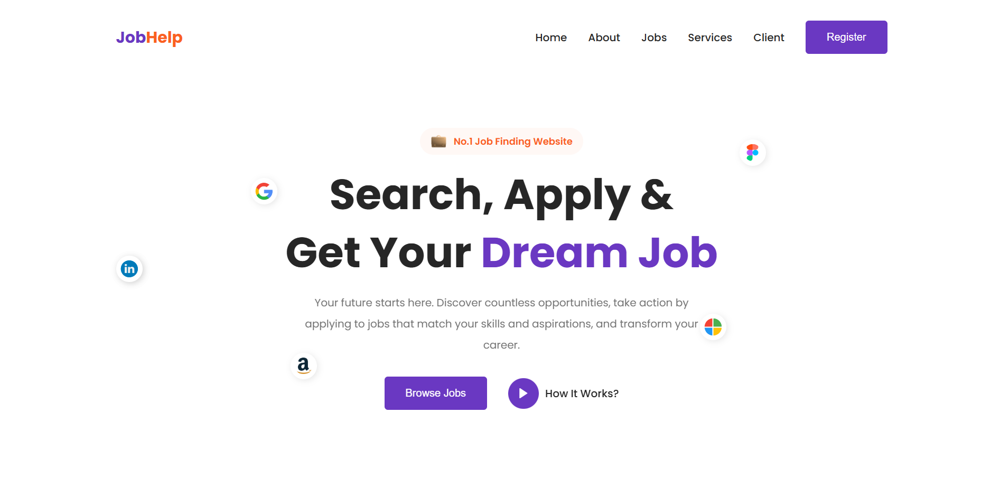 JobHelp
Home About Jobs Services Client Register
No.1 Job Finding Website
Search, Apply &
Get Your Dream Job
in
Your future starts here. Discover countless opportunities, take action by
applying to jobs that match your skills and aspirations, and transform your
career.
a
Browse Jobs How It Works?